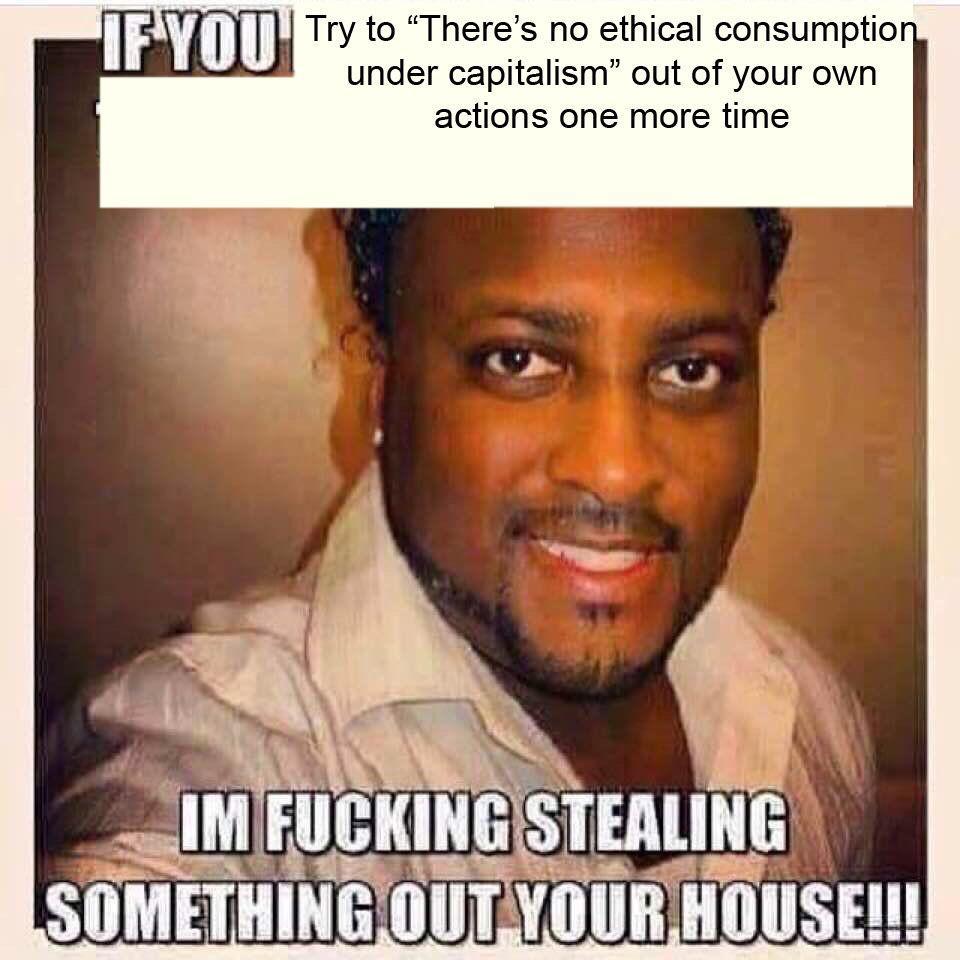 IF YOU Try to “There’s no ethical consumption
under capitalism” out of your own
actions one more time
IM FUCKING STEALING
SOMETHING OUT YOUR HOUSE!!!